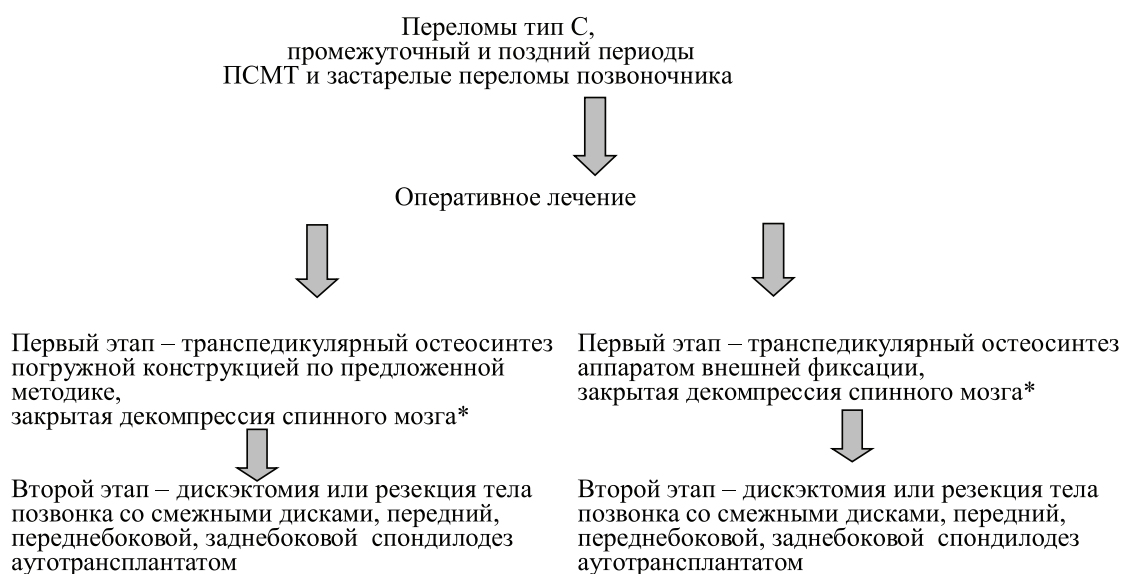 Переломы тип С,
промежуточный и поздний периоды
ПСМТ и застарелые переломы позвоночника
Оперативное лечение
Первый этап – транспедикулярный остеосинтез
погружной конструкцией по предложенной
методике,
закрытая декомпрессия спинного мозга*
Второй этап – дискэктомия или резекция тела
позвонка со смежными дисками, передний,
переднебоковой, заднебоковой спондилодез
аутотрансплантатом
Первый этап – транспедикулярный остеосинтез
аппаратом внешней фиксации,
закрытая декомпрессия спинного мозга*
Второй этап – дискэктомия или резекция тела
позвонка со смежными дисками, передний,
переднебоковой, заднебоковой спондилодез
аутотрансплантатом